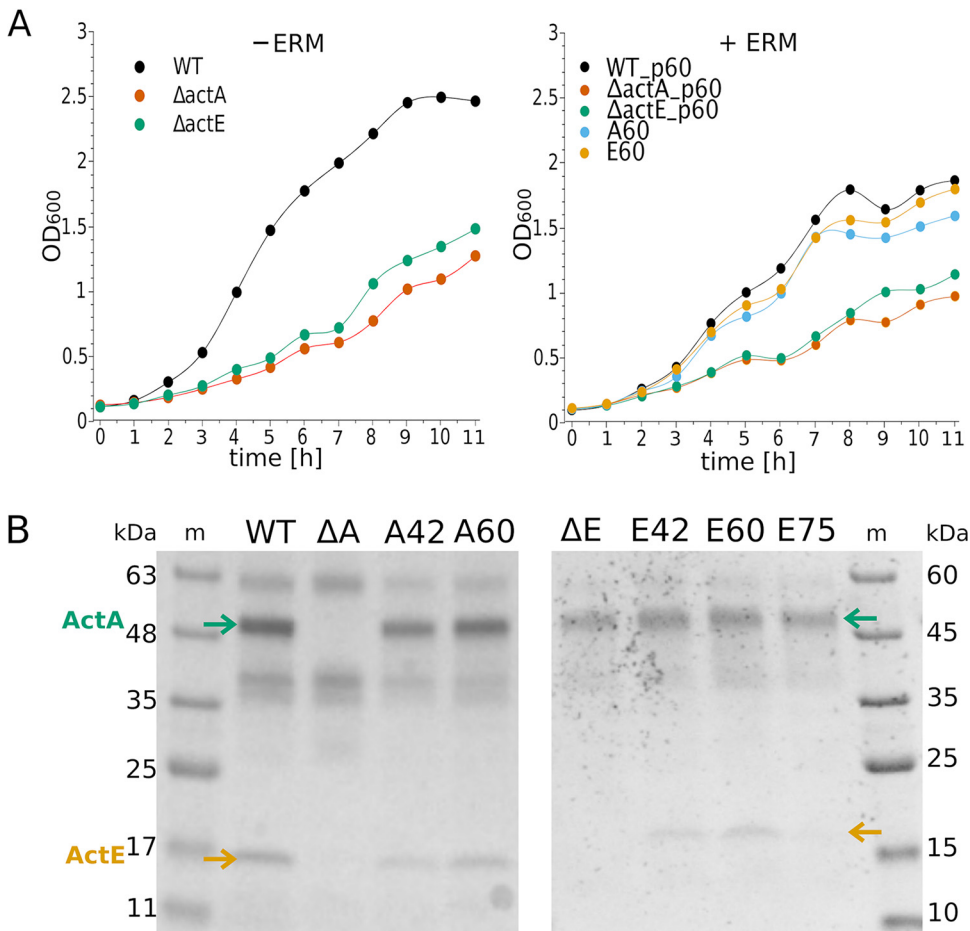 A
−ERM
WT
ΔactA
ΔactE
OD600
3
2.5
2
1.5
1
0.5
0
0 1 2 3 4 5 6 7 8 9 10 11
time [h]
+ ERM
WT_p60
ΔactA_p60
ΔactE_p60
A60
E60
OD600
3
2.5
2
1.5
1
0.5
0
0 1 2 3 4 5 6 7 8 9 10 11
time [h]
B
kDa m WT ΔA A42 A60
63
ActA
48
35
25
17
ActE
11
ΔE E42 E60 E75 m kDa
60
45
35
25
15
10